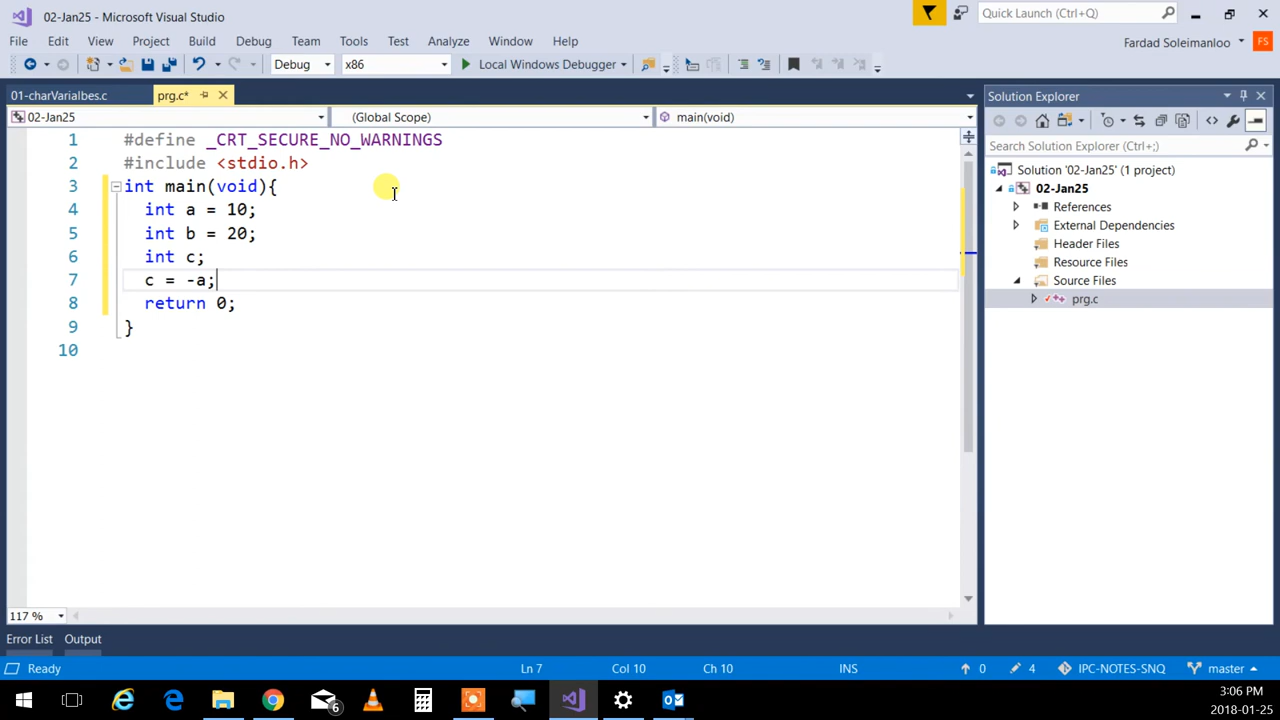 02-Jan25 - Microsoft Visual Studio
Quick Launch (Ctrl+Q)
File Edit View Project Build Debug Team Tools Test Analyze Window Help
Fardad Soleimanloo FS
Debug x86 Local Windows Debugger
01-charVarialbes.c prg.c*
Solution Explorer
02-Jan25 (Global Scope) main(void)
Search Solution Explorer (Ctrl+;)
1 #define _CRT_SECURE_NO_WARNINGS
2 #include <stdio.h>
3 int main(void){
4 int a = 10;
5 int b = 20;
6 int c;
7 c = -a;
8 return 0;
9 }
10
Solution '02-Jan25' (1 project)
02-Jan25
References
External Dependencies
Header Files
Resource Files
Source Files
prg.c
117 %
Error List Output
Ready Ln 7 Col 10 Ch 10 INS 0 4 IPC-NOTES-SNQ master
6
3:06 PM
2018-01-25